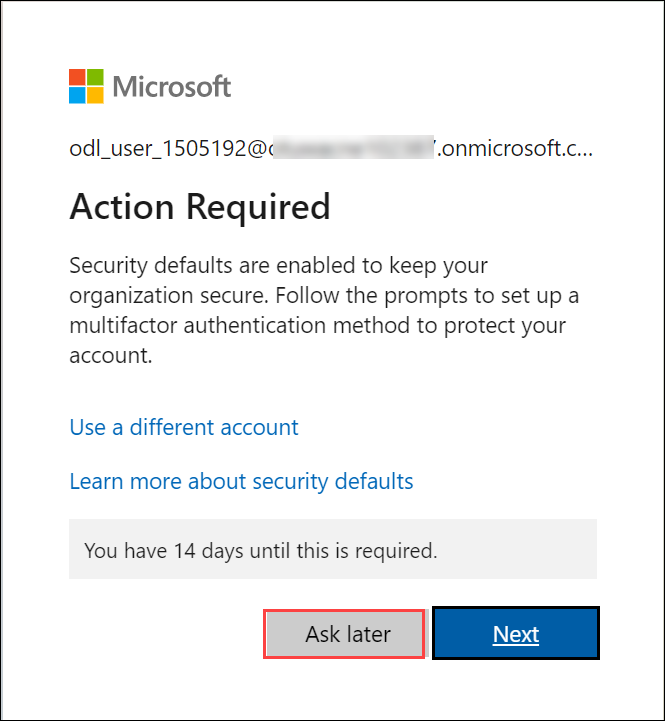 Microsoft
odl_user_1505192@ .onmicrosoft.c...
Action Required
Security defaults are enabled to keep your
organization secure. Follow the prompts to set up a
multifactor authentication method to protect your
account.
Use a different account
Learn more about security defaults
You have 14 days until this is required.
Ask later
Next